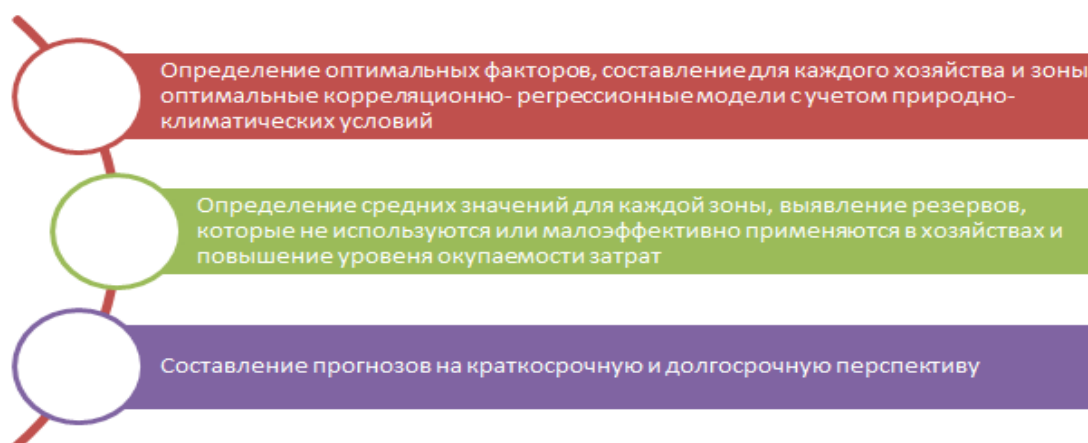 Определение оптимальных факторов, составление для каждого хозяйства и зоны
оптимальные корреляционно- регрессионные модели с учетом природно-
климатических условий
Определение средних значений для каждой зоны, выявление резервов,
которые не используются или малоэффективно применяются в хозяйствах и
повышение уровеня окупаемости затрат
Составление прогнозов на краткосрочную и долгосрочную перспективу